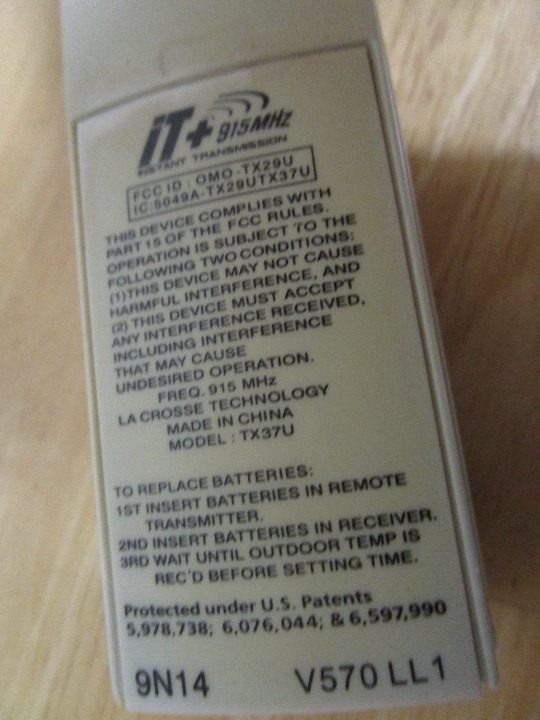 iT+ 915MHz
INSTANT TRANSMISSION
FCC ID : OMO-TX29U
IC:5049A-TX29UTX37U
THIS DEVICE COMPLIES WITH
PART 15 OF THE FCC RULES.
OPERATION IS SUBJECT TO THE
FOLLOWING TWO CONDITIONS:
(1)THIS DEVICE MAY NOT CAUSE
HARMFUL INTERFERENCE, AND
(2) THIS DEVICE MUST ACCEPT
ANY INTERFERENCE RECEIVED,
INCLUDING INTERFERENCE
THAT MAY CAUSE
UNDESIRED OPERATION.
FREQ. 915 MHz
LA CROSSE TECHNOLOGY
MADE IN CHINA
MODEL : TX37U
TO REPLACE BATTERIES:
1ST INSERT BATTERIES IN REMOTE
TRANSMITTER.
2ND INSERT BATTERIES IN RECEIVER.
3RD WAIT UNTIL OUTDOOR TEMP IS
REC'D BEFORE SETTING TIME.
Protected under U.S. Patents
5,978,738; 6,076,044; & 6,597,990
9N14 V570 LL1